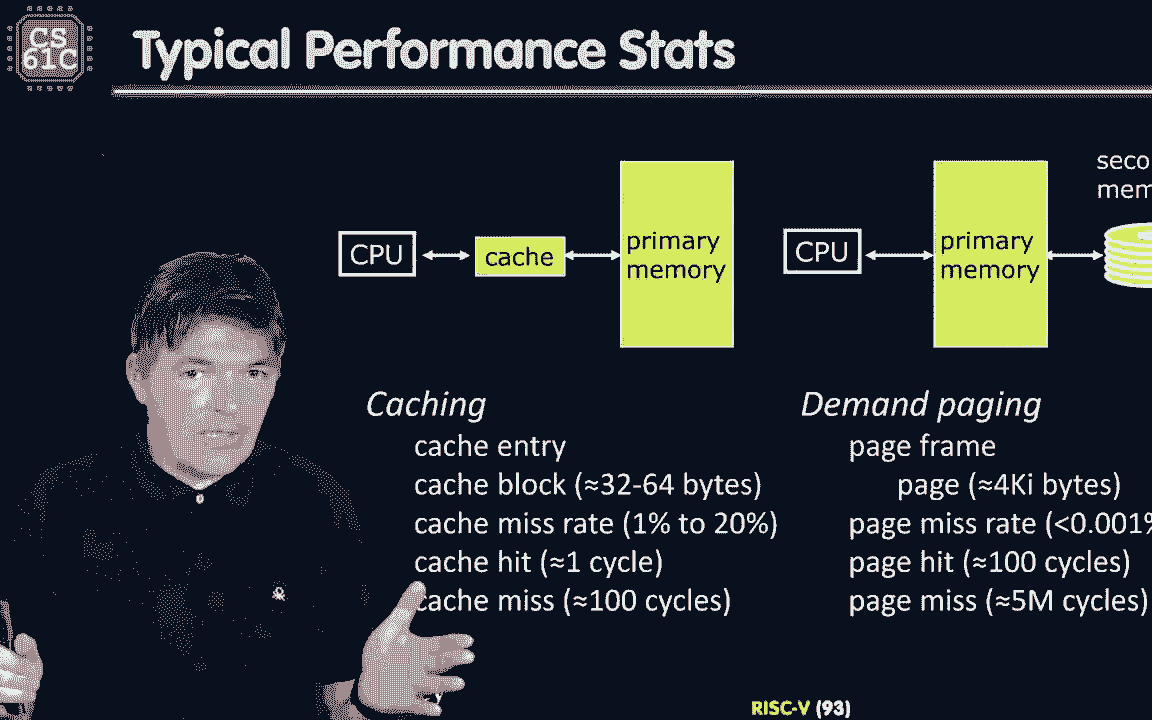 CS
61C
Typical Performance Stats
CPU
cache
primary
memory
CPU
primary
memory
seco
mem
Caching
cache entry
cache block (≈32-64 bytes)
cache miss rate (1% to 20%)
cache hit (≈1 cycle)
cache miss (≈100 cycles)
Demand paging
page frame
page (≈4Ki bytes)
page miss rate (<0.001%
page hit (≈100 cycles)
page miss (≈5M cycles)
y
RISC-V (93)